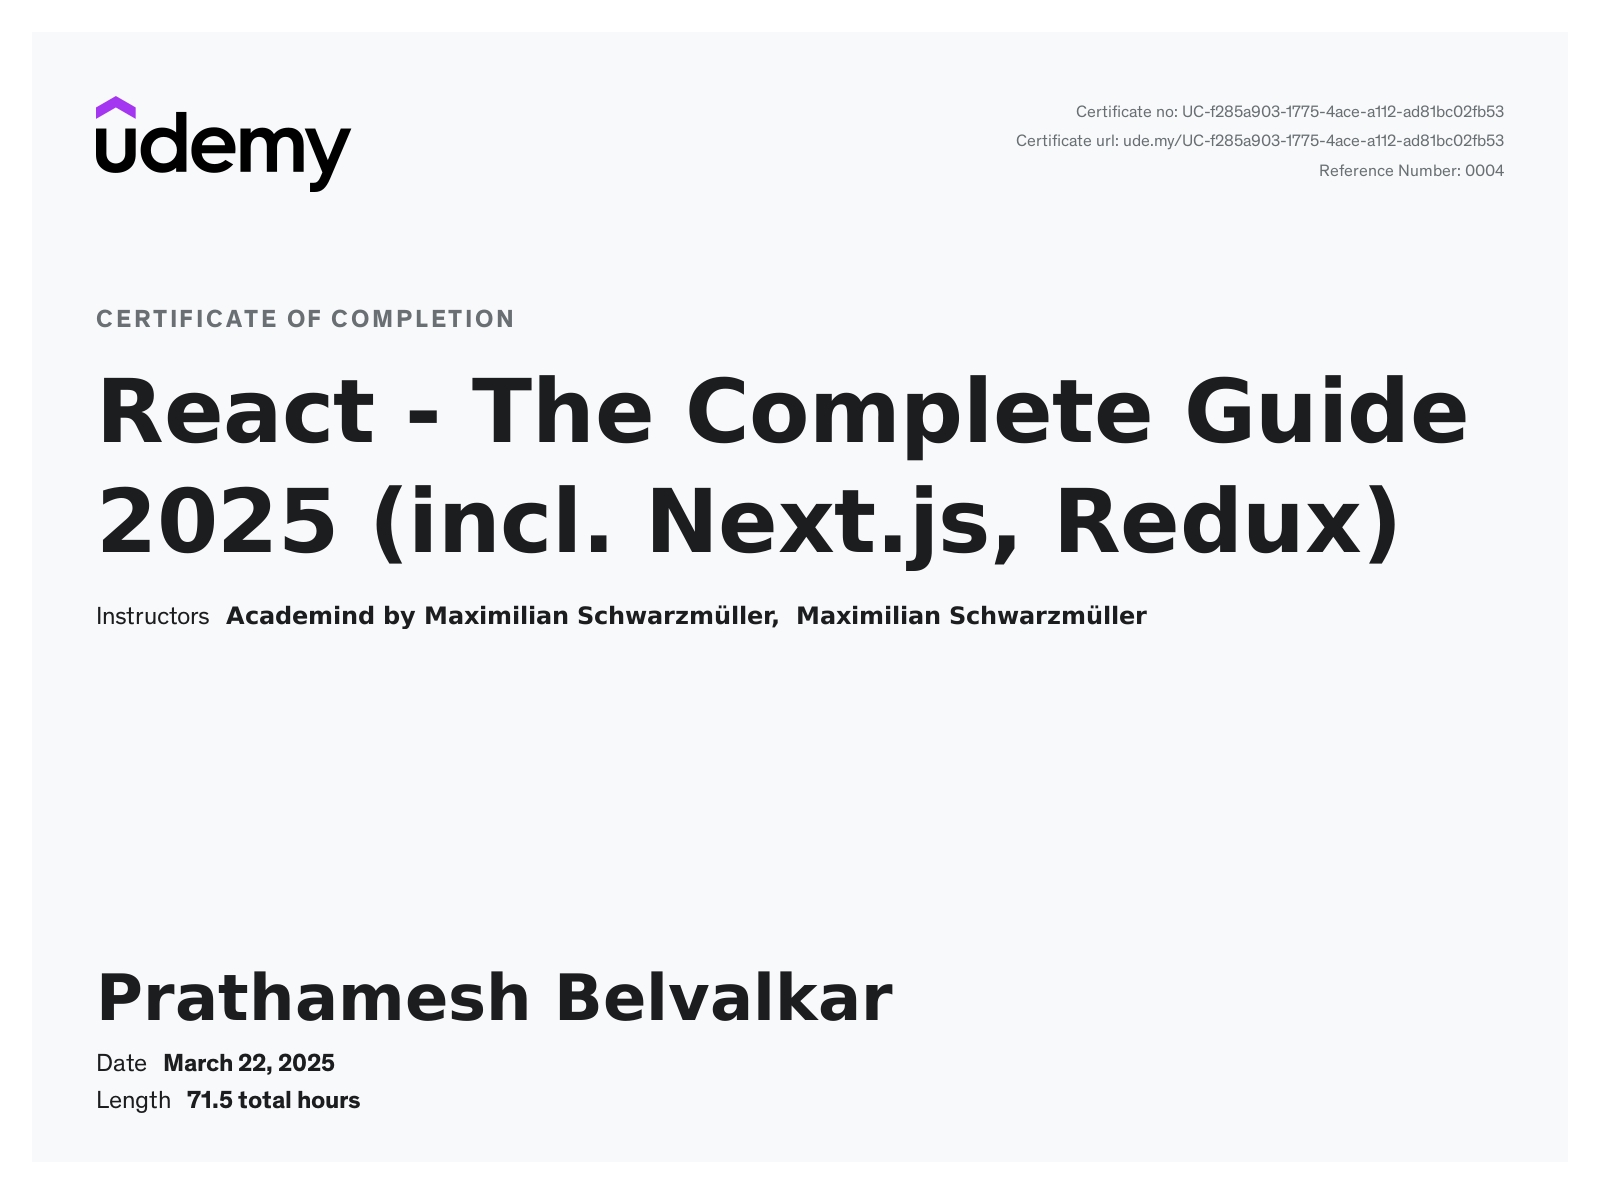 udemy
Certificate no: UC-f285a903-1775-4ace-a112-ad81bc02fb53
Certificate url: ude.my/UC-f285a903-1775-4ace-a112-ad81bc02fb53
Reference Number: 0004
CERTIFICATE OF COMPLETION
React - The Complete Guide
2025 (incl. Next.js, Redux)
Instructors Academind by Maximilian Schwarzmüller, Maximilian Schwarzmüller
Prathamesh Belvalkar
Date March 22, 2025
Length 71.5 total hours